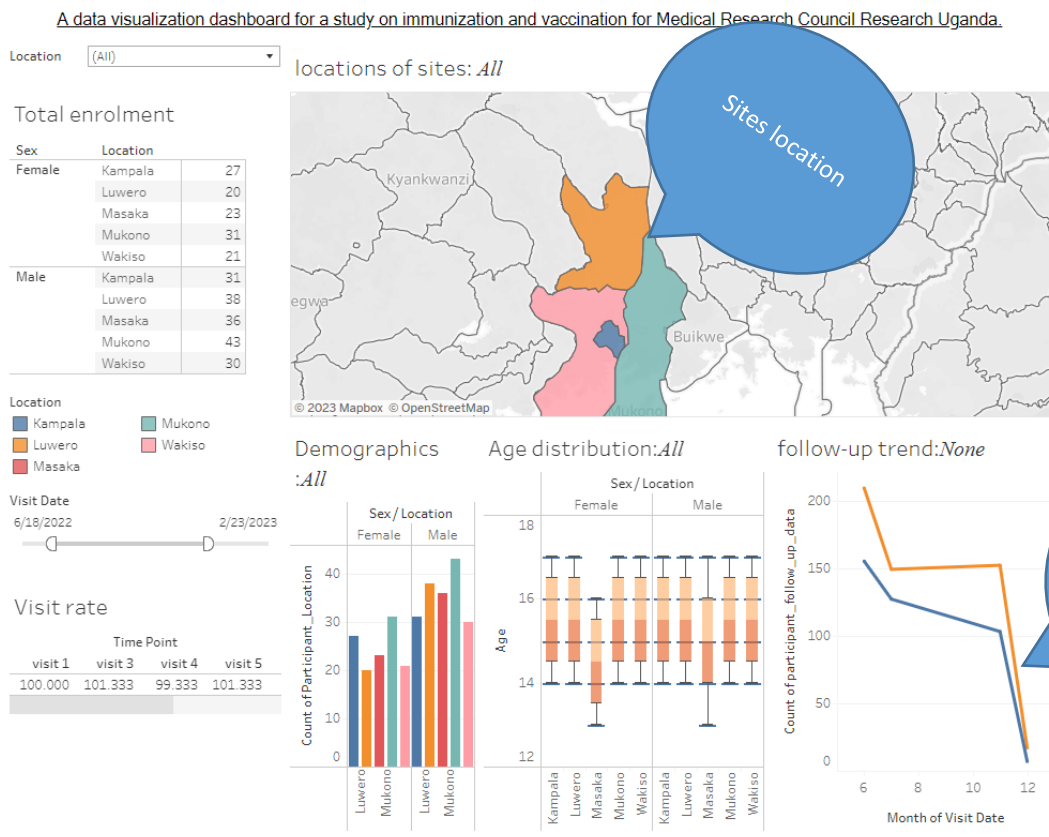 A data visualization dashboard for a study on immunization and vaccination for Medical Research Council Research Uganda.
Location (All)
Total enrolment
Sex Location
Female Kampala 27
Luwero 20
Masaka 23
Mukono 31
Wakiso 21
Male Kampala 31
Luwero 38
Masaka 36
Mukono 43
Wakiso 30
Location
Kampala Mukono
Luwero Wakiso
Masaka
Visit Date
6/18/2022 2/23/2023
Visit rate
Time Point
visit 1 visit 3 visit 4 visit 5
100.000 101.333 99.333 101.333
locations of sites: All
Sites location
Kyankwanzi
egwa
Buikwe
Mukono
© 2023 Mapbox © OpenStreetMap
Demographics
:All
Sex / Location
Female Male
Count of Participant_Location
40
30
20
10
0
Luwero
Mukono
Luwero
Mukono
Age distribution:All
Sex / Location
Female Male
Age
18
16
14
12
Kampala
Luwero
Masaka
Mukono
Wakiso
Kampala
Luwero
Masaka
Mukono
Wakiso
follow-up trend:None
Count of participant_follow_up_data
200
150
100
50
0
6 8 10 12
Month of Visit Date